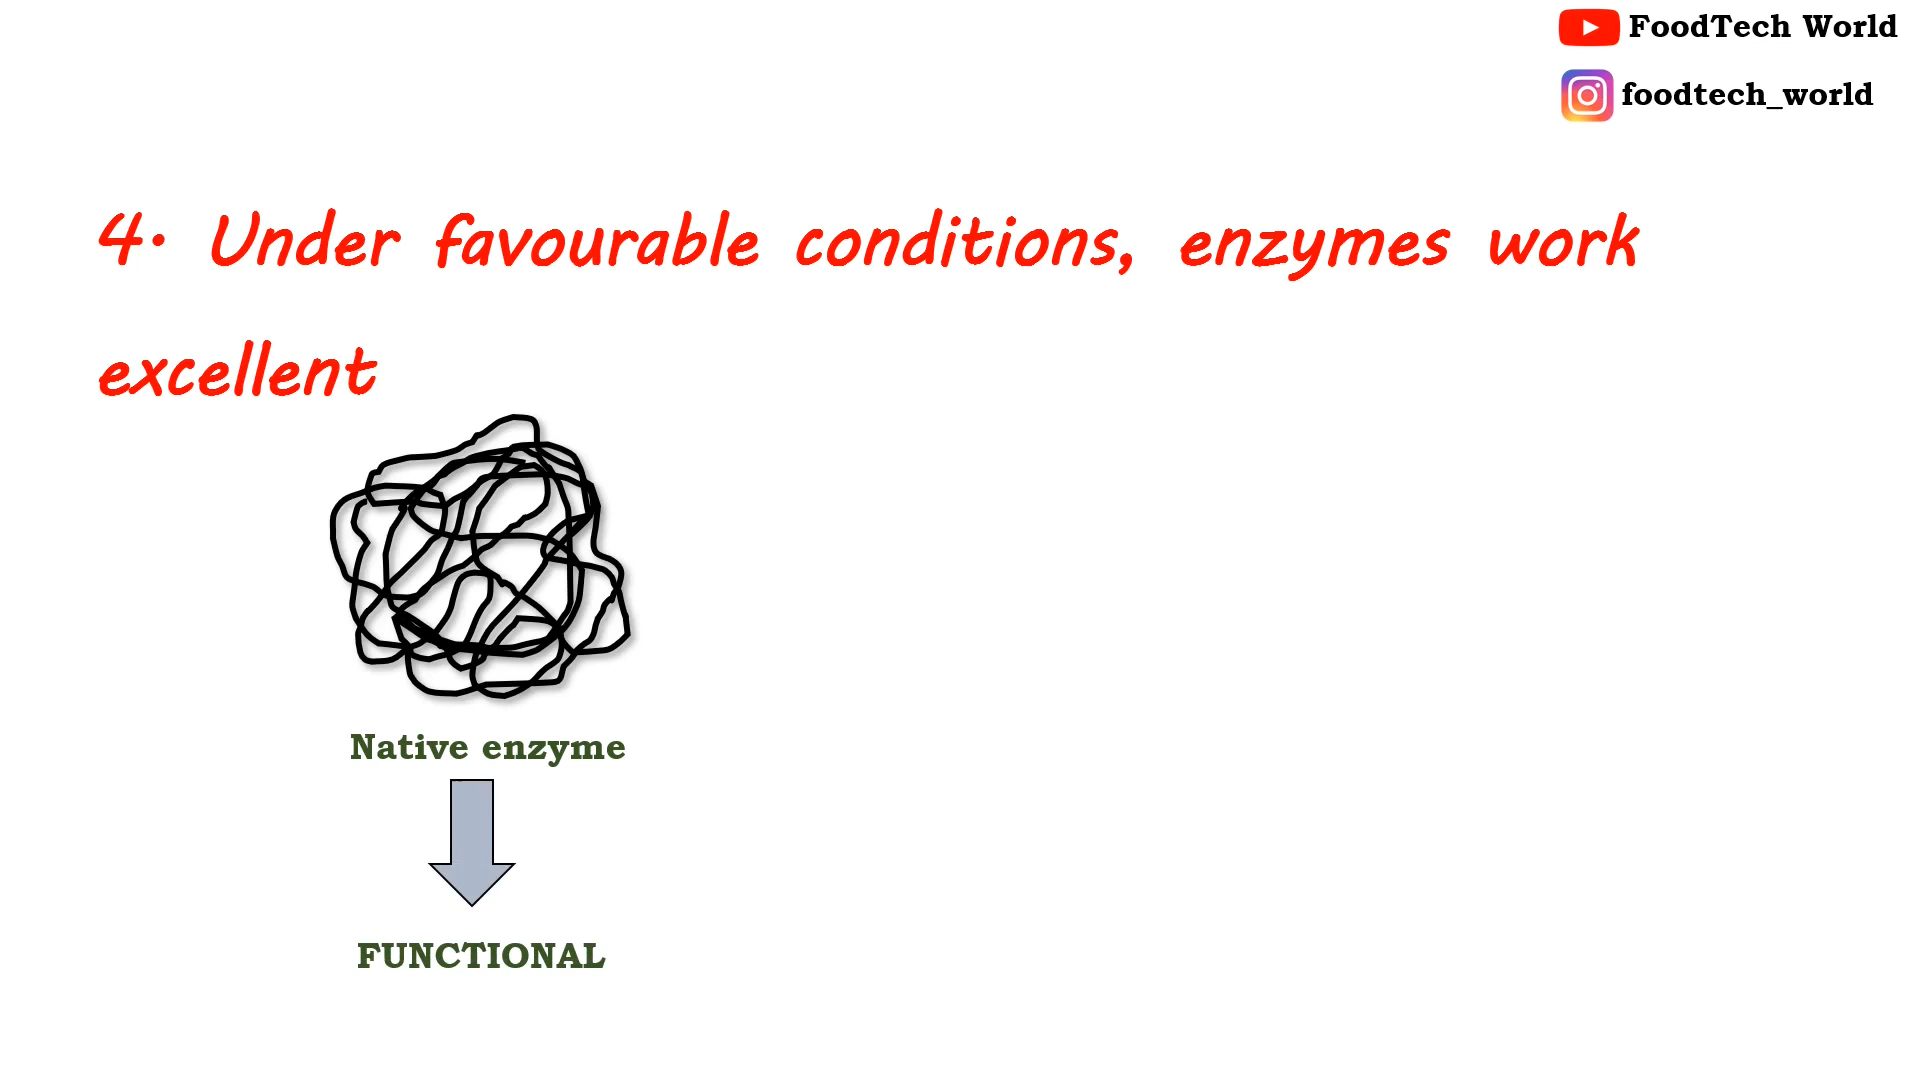 FoodTech World
foodtech_world
4. Under favourable conditions, enzymes work
excellent
Native enzyme
FUNCTIONAL